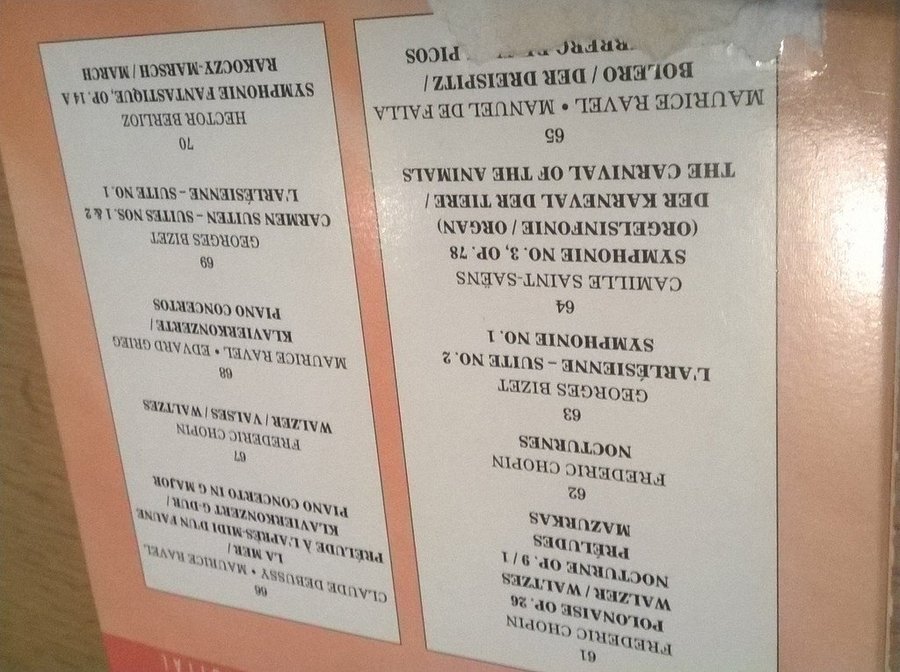 61
FREDERIC CHOPIN
POLONAISE OP. 26
WALZER / WALTZES
NOCTURNE OP. 9 / 1
PRÉLUDES
MAZURKAS
62
FREDERIC CHOPIN
NOCTURNES
63
GEORGES BIZET
L'ARLÉSIENNE – SUITE NO. 2
SYMPHONIE NO. 1
64
CAMILLE SAINT-SAËNS
SYMPHONIE NO. 3, OP. 78
(ORGELSINFONIE / ORGAN)
DER KARNEVAL DER TIERE /
THE CARNIVAL OF THE ANIMALS
65
MAURICE RAVEL • MANUEL DE FALLA
BOLERO / DER DREISPITZ /
PICOS
66
CLAUDE DEBUSSY • MAURICE RAVEL
LA MER /
PRÉLUDE À L'APRÈS-MIDI D'UN FAUNE
KLAVIERKONZERT G-DUR /
PIANO CONCERTO IN G MAJOR
67
FREDERIC CHOPIN
WALZER / VALSES / WALTZES
68
MAURICE RAVEL • EDVARD GRIEG
KLAVIERKONZERTE /
PIANO CONCERTOS
69
GEORGES BIZET
CARMEN SUITEN – SUITES NOS. 1 & 2
L'ARLÉSIENNE – SUITE NO. 1
70
HECTOR BERLIOZ
SYMPHONIE FANTASTIQUE, OP. 14 A
RAKOCZY-MARSCH / MARCH